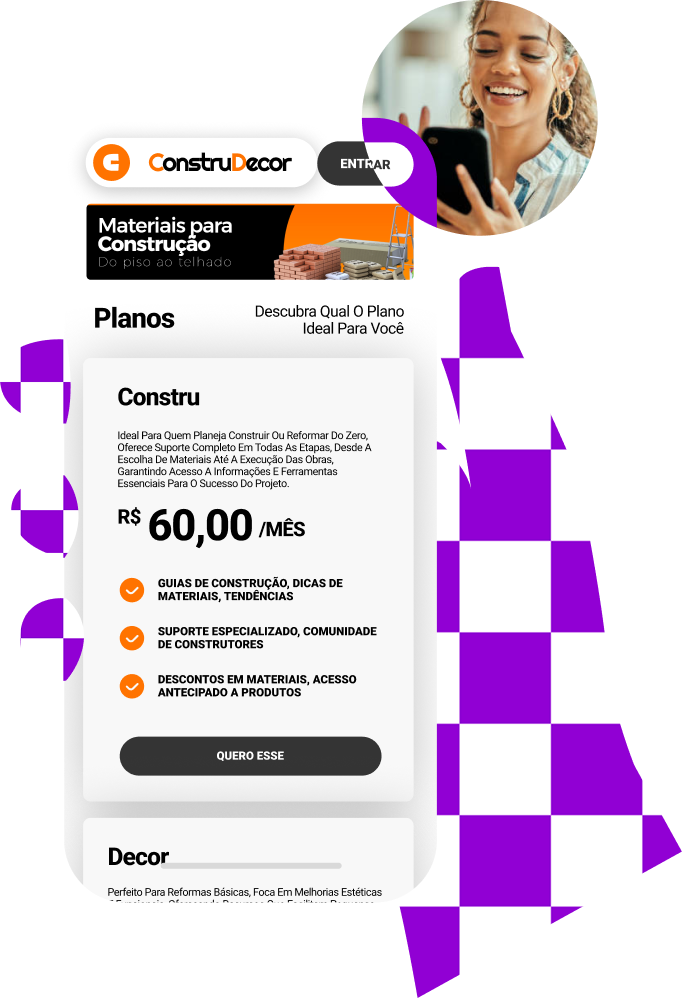 ConstruDecor
ENTRAR
Materiais para
Construção
Do piso ao telhado
Planos
Descubra Qual O Plano
Ideal Para Você
Constru
Ideal Para Quem Planeja Construir Ou Reformar Do Zero,
Oferece Suporte Completo Em Todas As Etapas, Desde A
Escolha De Materiais Até A Execução Das Obras,
Garantindo Acesso A Informações E Ferramentas
Essenciais Para O Sucesso Do Projeto.
R$ 60,00 /MÊS
GUIAS DE CONSTRUÇÃO, DICAS DE
MATERIAIS, TENDÊNCIAS
SUPORTE ESPECIALIZADO, COMUNIDADE
DE CONSTRUTORES
DESCONTOS EM MATERIAIS, ACESSO
ANTECIPADO A PRODUTOS
QUERO ESSE
Decor
Perfeito Para Reformas Básicas, Foca Em Melhorias Estéticas